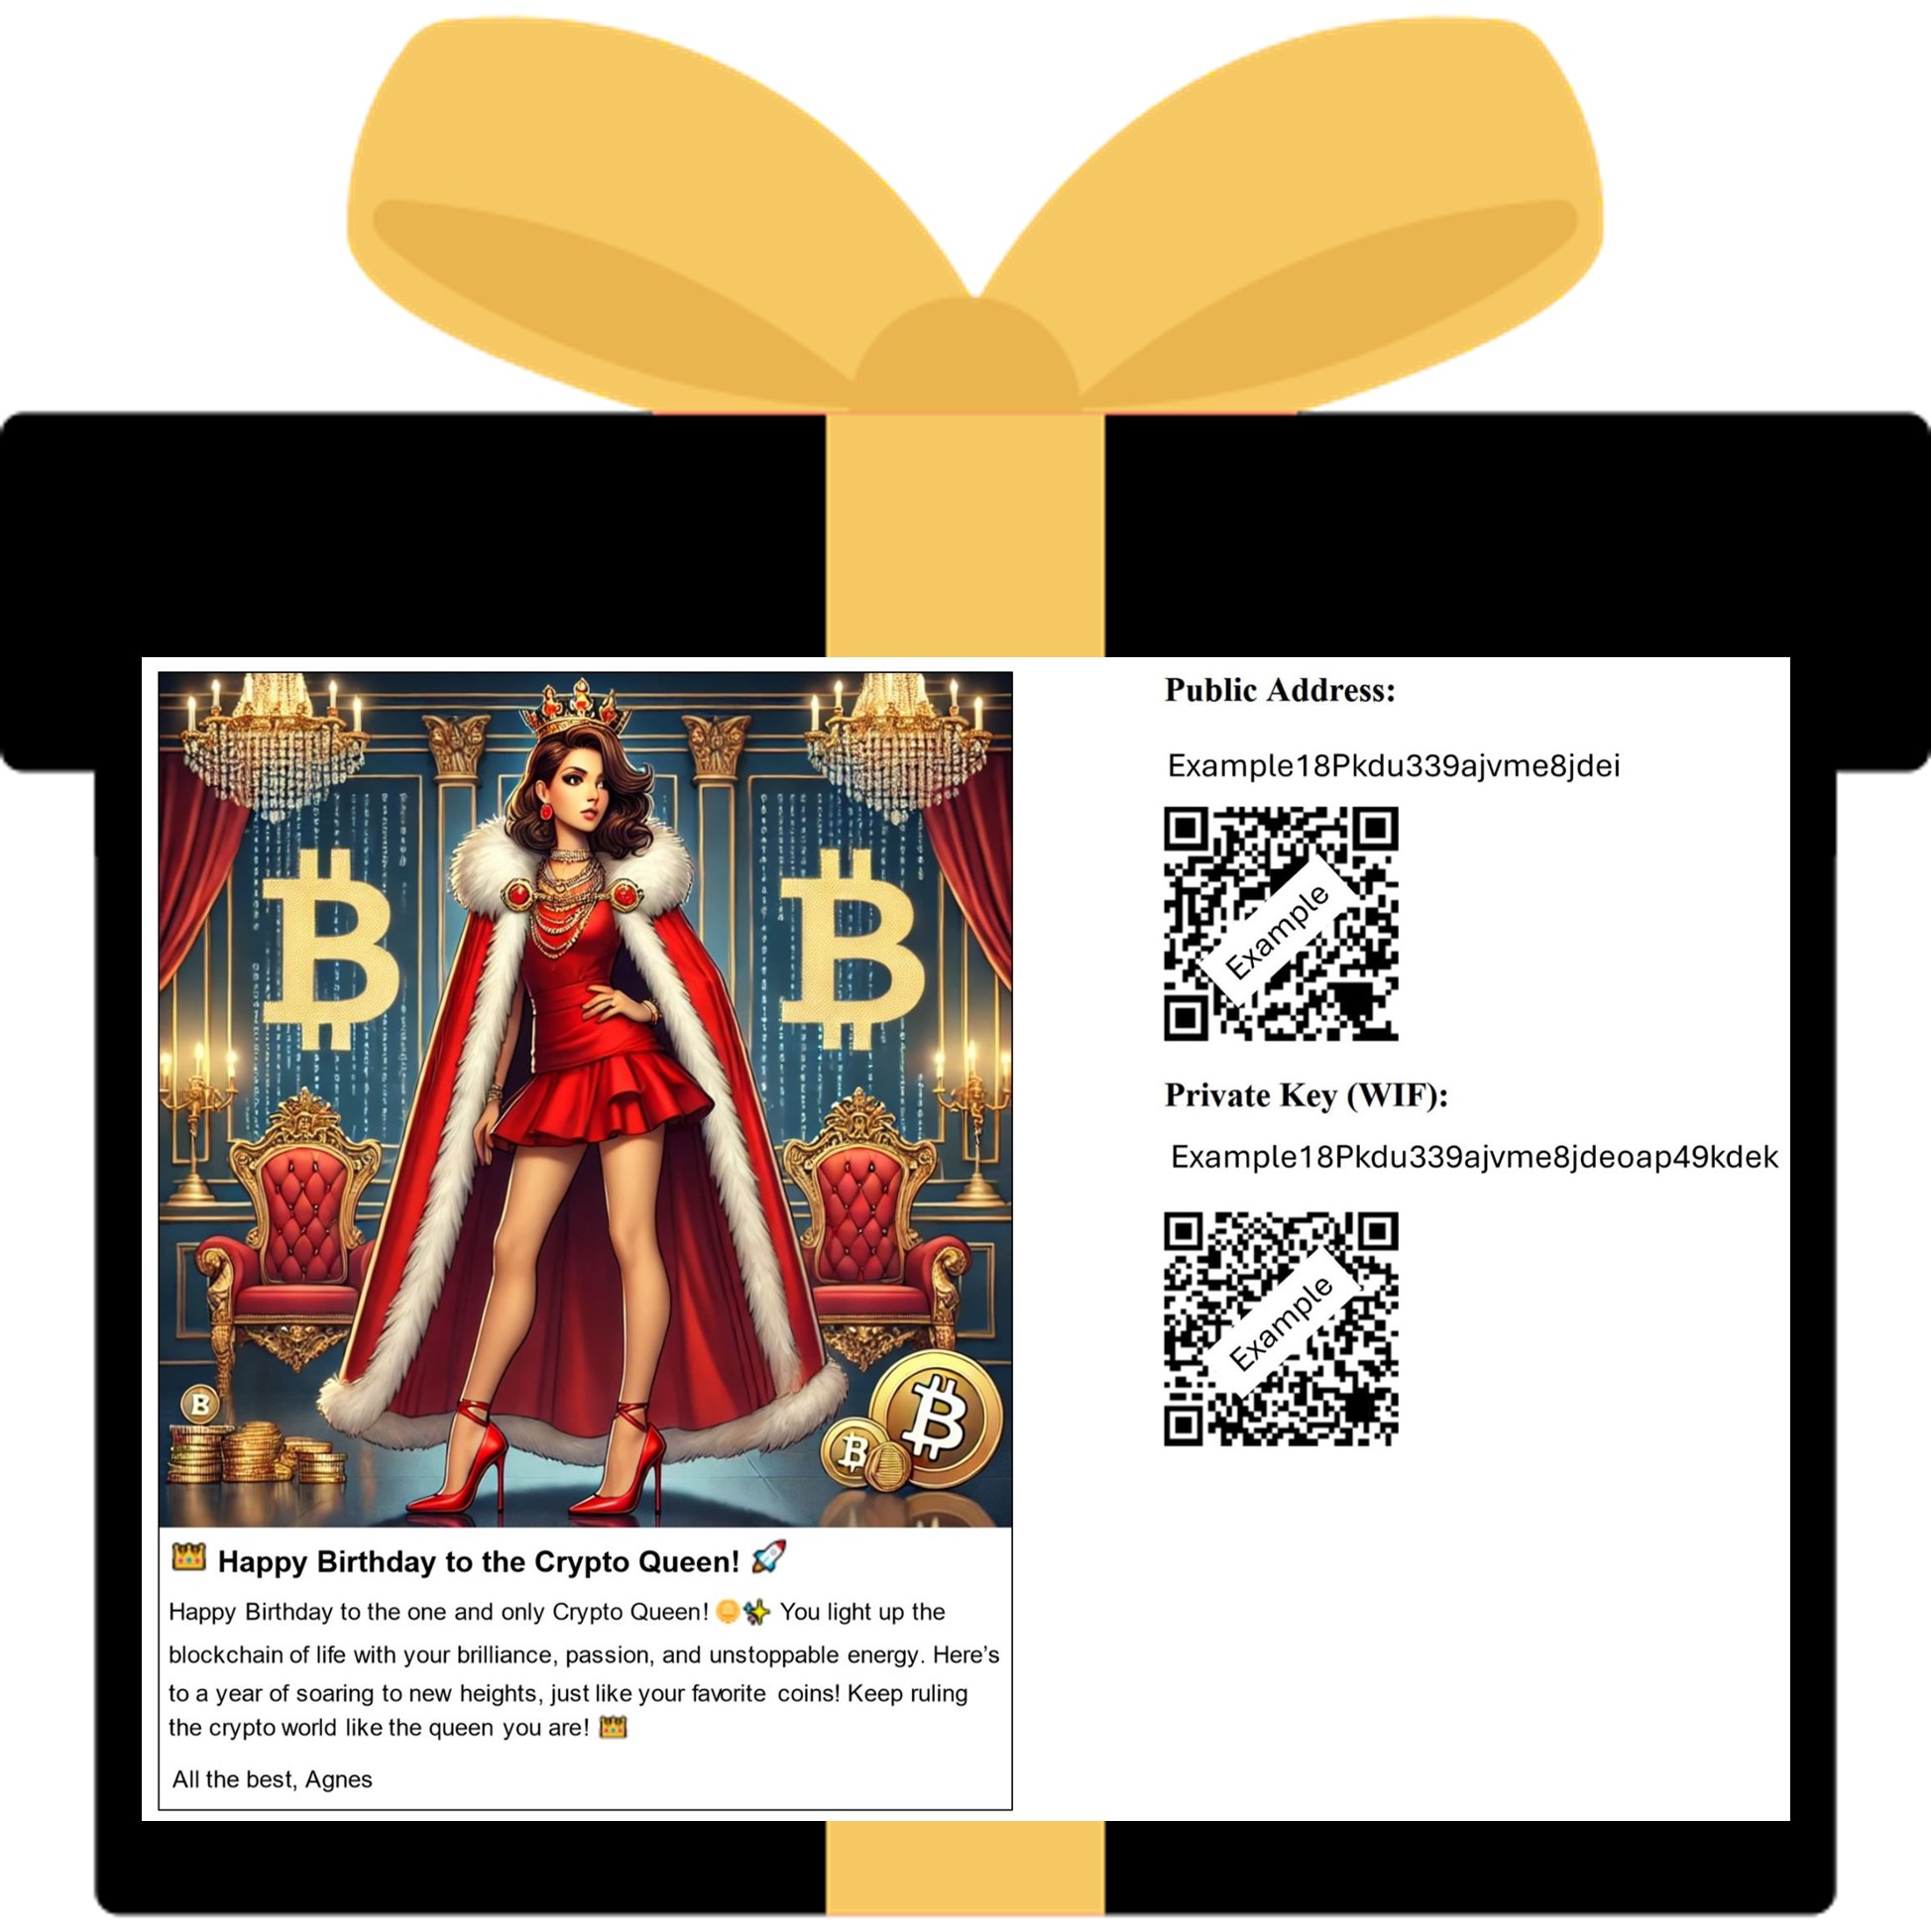 👑 Happy Birthday to the Crypto Queen! 🚀
Happy Birthday to the one and only Crypto Queen! 🪙✨ You light up the
blockchain of life with your brilliance, passion, and unstoppable energy. Here’s
to a year of soaring to new heights, just like your favorite coins! Keep ruling
the crypto world like the queen you are! 👑
All the best, Agnes
Public Address:
Example18Pkdu339ajvme8jdei
Example
Private Key (WIF):
Example18Pkdu339ajvme8jdeoap49kdek
Example